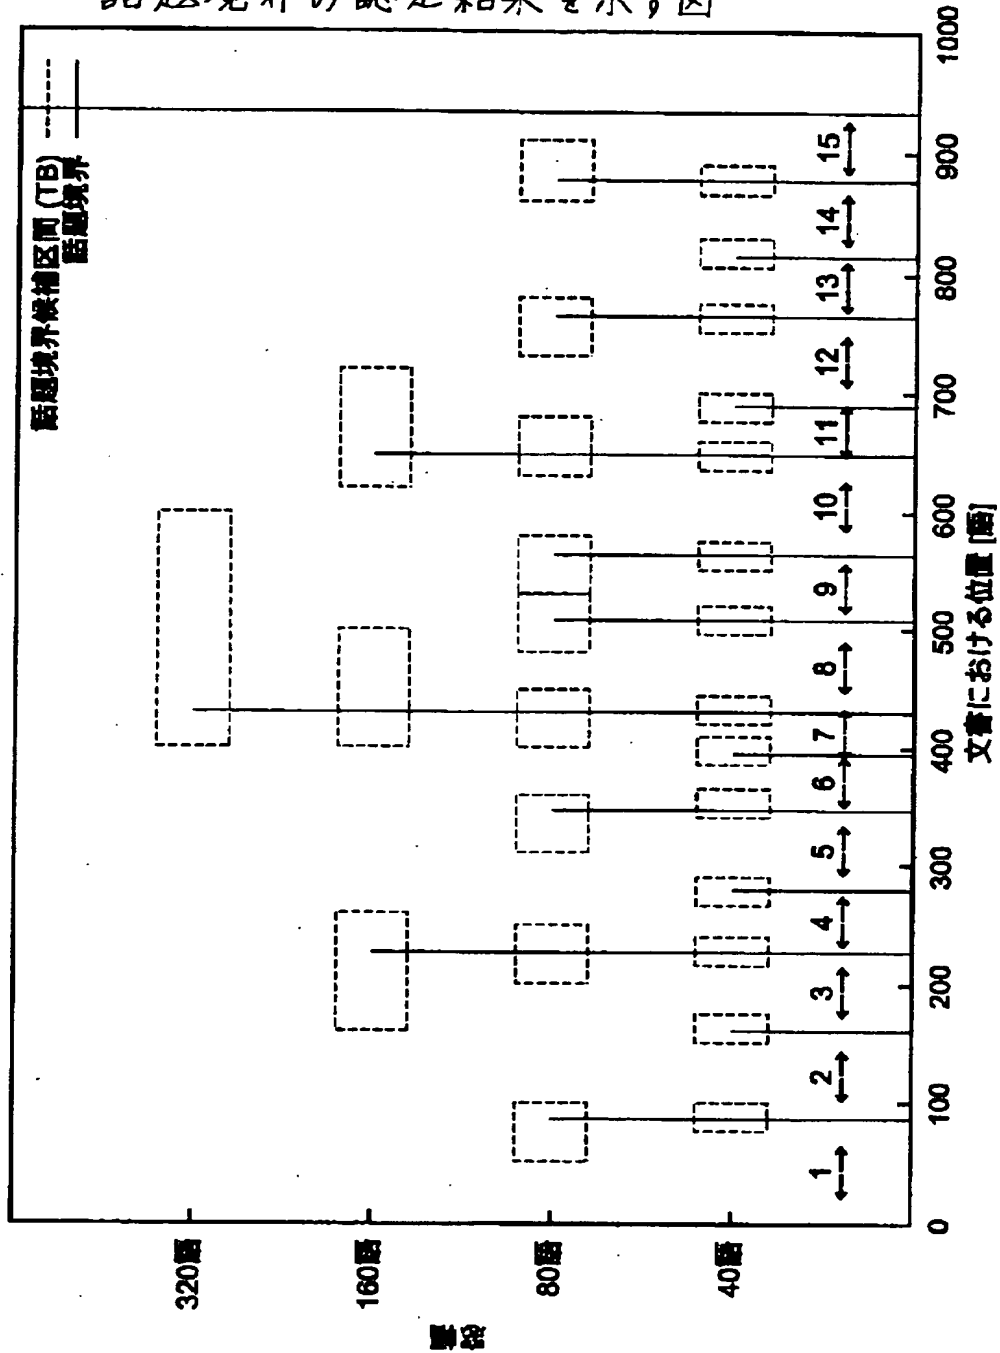 話題境界の認定結果を示す図
話題境界候補区間 (TB)
話題境界
320語
160語
80語
40語
窓幅
1 2 3 4 5 6 7 8 9 10 11 12 13 14 15
0 100 200 300 400 500 600 700 800 900 1000
文書における位置 [語]